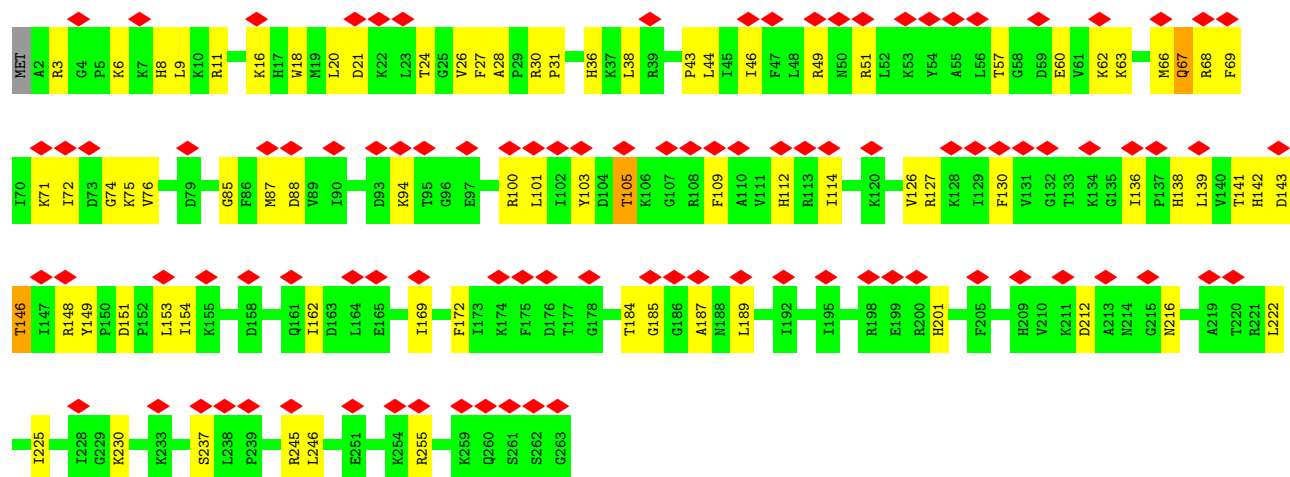 MET A2 R3 G4 P5 K6 K7 H8 L9 K10 R11 K16 H17 W18 M19 L20 D21 K22 L23 T24 G25 V26 F27 A28 P29 R30 P31 H36 K37 L38 R39 P43 L44 I45 I46 F47 L48 R49 N50 R51 L52 K53 Y54 A55 L56 T57 G58 D59 E60 V61 K62 K63 M66 Q67 R68 F69
I70 K71 I72 D73 G74 K75 V76 D79 G85 F86 M87 D88 V89 I90 D93 K94 T95 G96 E97 R100 L101 I102 Y103 D104 T105 K106 G107 R108 F109 A110 V111 H112 R113 I114 K120 V126 R127 K128 I129 F130 V131 G132 T133 K134 G135 I136 P137 H138 L139 V140 T141 H142 D143
T146 I147 R148 Y149 P150 D151 P152 L153 I154 K155 D158 Q161 I162 D163 L164 E165 I169 F172 I173 K174 F175 D176 T177 G178 T184 G185 G186 A187 N188 L189 I192 I195 R198 E199 R200 H201 F205 H209 V210 K211 D212 A213 N214 G215 N216 A219 T220 R221 L222
I225 I228 G229 K230 K233 S237 L238 P239 R245 L246 E251 K254 R255 K259 Q260 S261 S262 G263